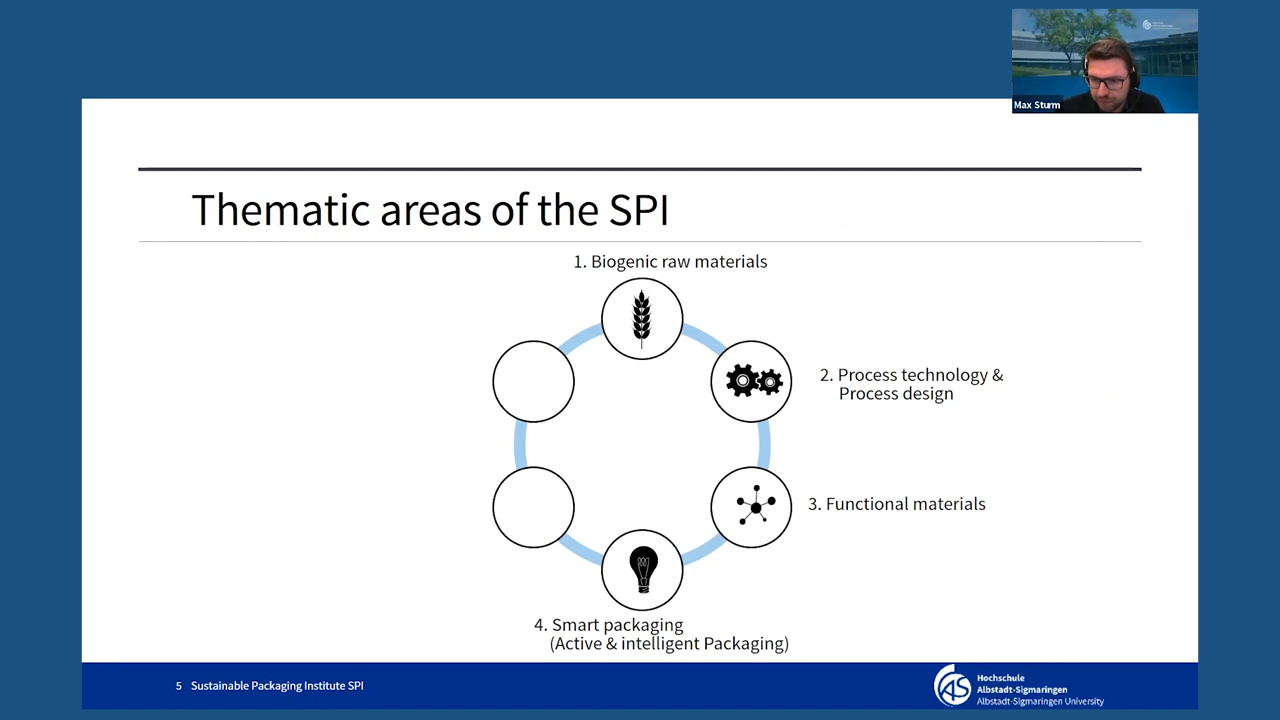 Max Sturm
Thematic areas of the SPI
1. Biogenic raw materials
2. Process technology &
Process design
3. Functional materials
4. Smart packaging
(Active & intelligent Packaging)
5 Sustainable Packaging Institute SPI
AS
Hochschule
Albstadt-Sigmaringen
Albstadt-Sigmaringen University